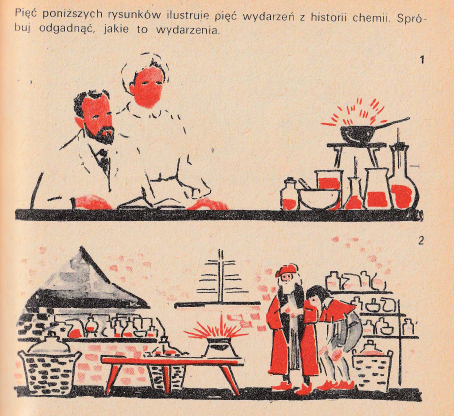 Pięć poniższych rysunków ilustruje pięć wydarzeń z historii chemii. Spró-
buj odgadnąć, jakie to wydarzenia.
1
2